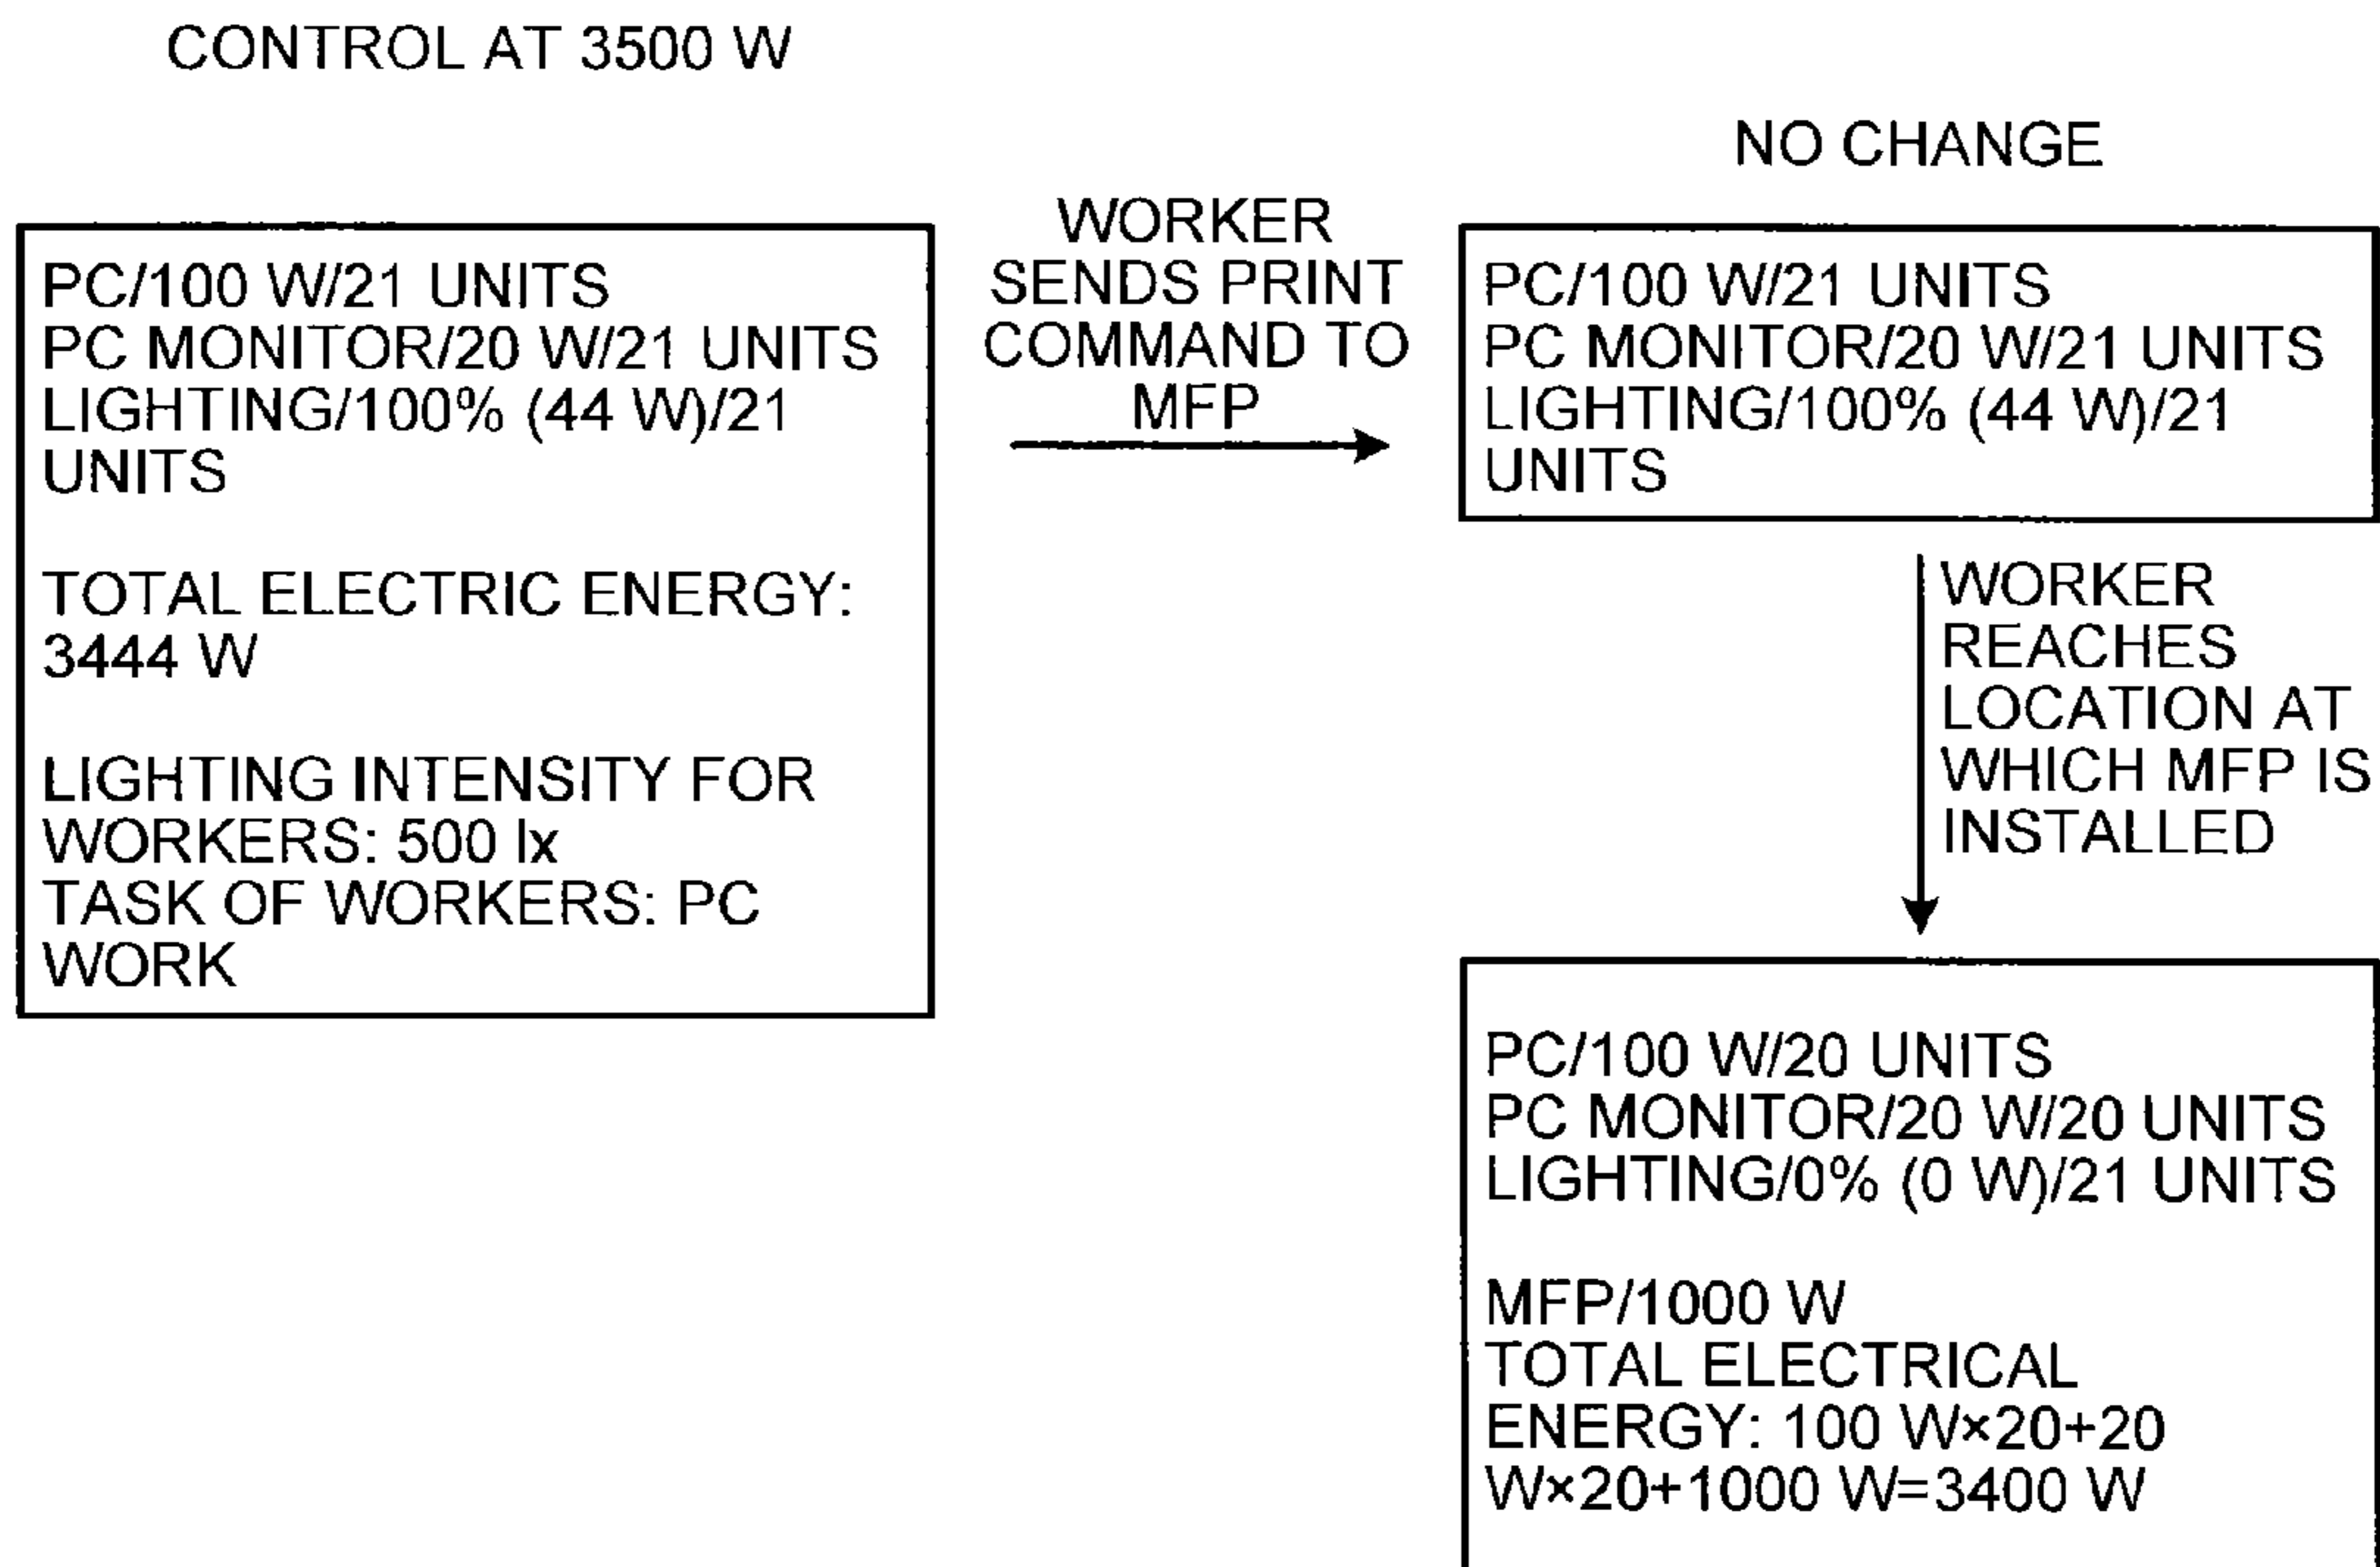 CONTROL AT 3500 W
PC/100 W/21 UNITS
PC MONITOR/20 W/21 UNITS
LIGHTING/100% (44 W)/21
UNITS
TOTAL ELECTRIC ENERGY:
3444 W
LIGHTING INTENSITY FOR
WORKERS: 500 lx
TASK OF WORKERS: PC
WORK
WORKER
SENDS PRINT
COMMAND TO
MFP
NO CHANGE
PC/100 W/21 UNITS
PC MONITOR/20 W/21 UNITS
LIGHTING/100% (44 W)/21
UNITS
WORKER
REACHES
LOCATION AT
WHICH MFP IS
INSTALLED
PC/100 W/20 UNITS
PC MONITOR/20 W/20 UNITS
LIGHTING/0% (0 W)/21 UNITS
MFP/1000 W
TOTAL ELECTRICAL
ENERGY: 100 W×20+20
W×20+1000 W=3400 W